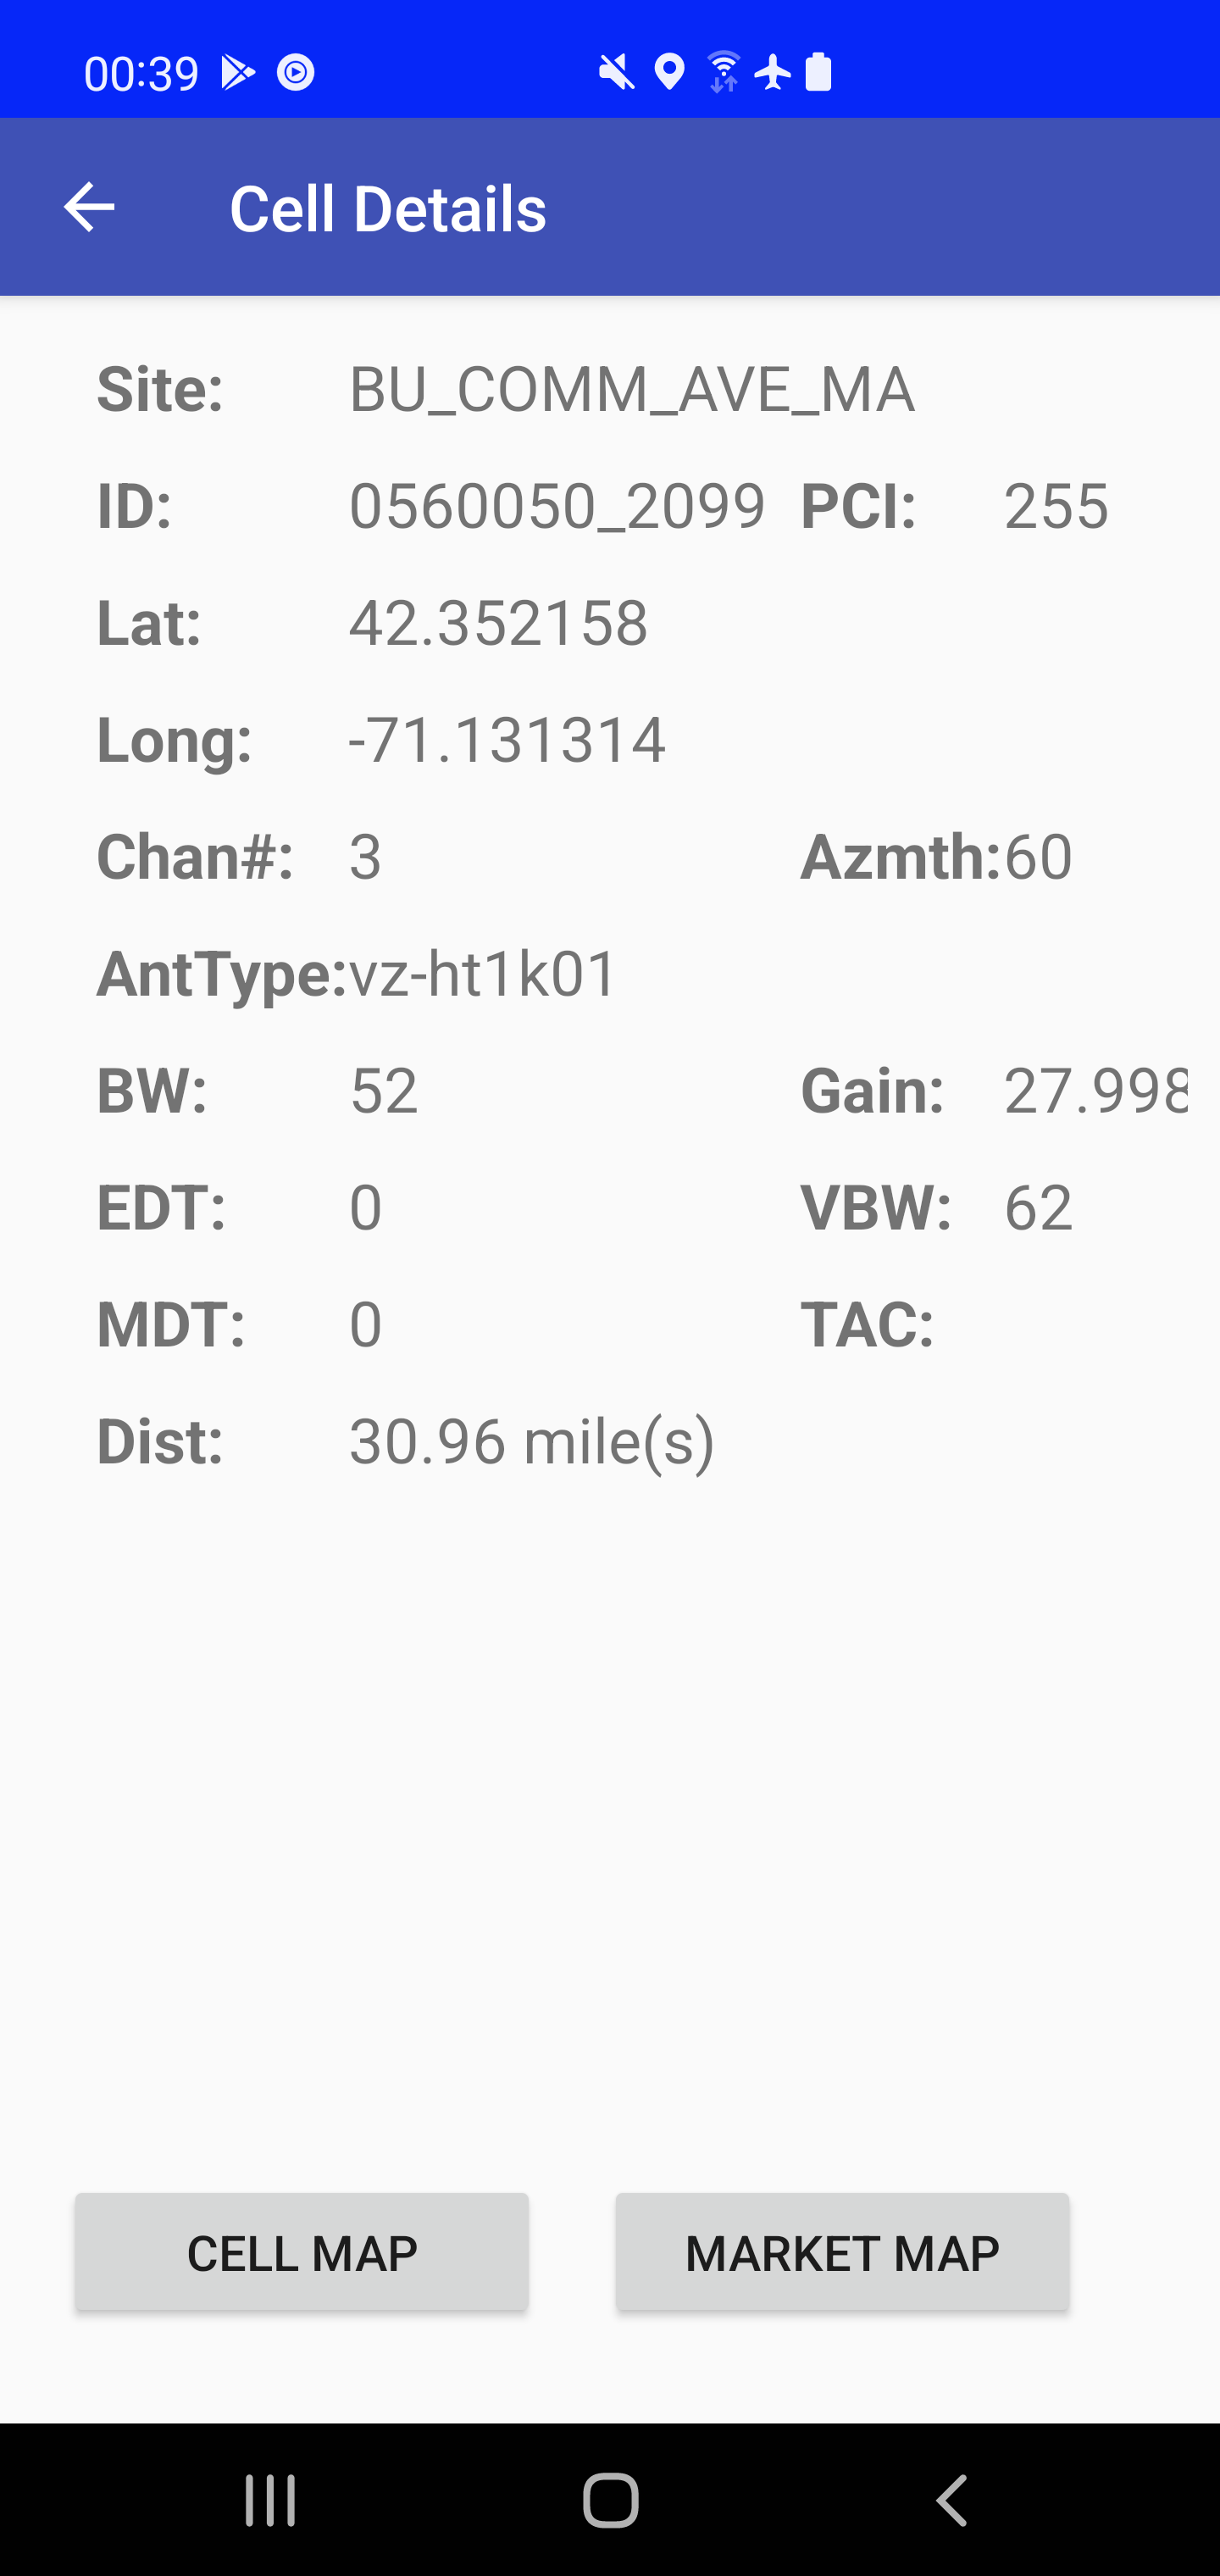 00:39
Cell Details
Site: BU_COMM_AVE_MA
ID: 0560050_2099 PCI: 255
Lat: 42.352158
Long: -71.131314
Chan#: 3 Azmth: 60
AntType: vz-ht1k01
BW: 52 Gain: 27.998
EDT: 0 VBW: 62
MDT: 0 TAC:
Dist: 30.96 mile(s)
CELL MAP MARKET MAP